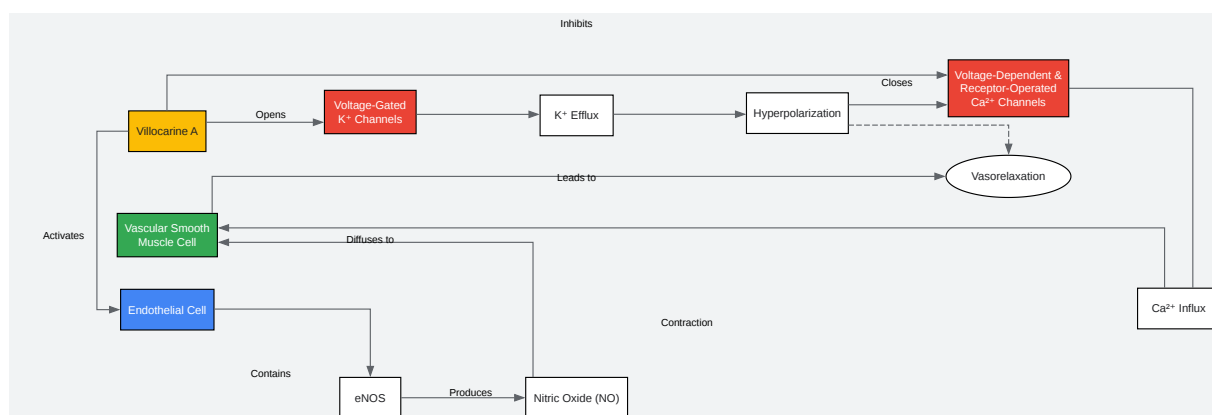 Inhibits
Voltage-Dependent &
Receptor-Operated
Ca²⁺ Channels
Closes
Voltage-Gated
K⁺ Channels
Opens
Villocarine A
K⁺ Efflux
Hyperpolarization
Leads to
Vasorelaxation
Vascular Smooth
Muscle Cell
Activates
Diffuses to
Endothelial Cell
Ca²⁺ Influx
Contraction
Contains
eNOS
Produces
Nitric Oxide (NO)